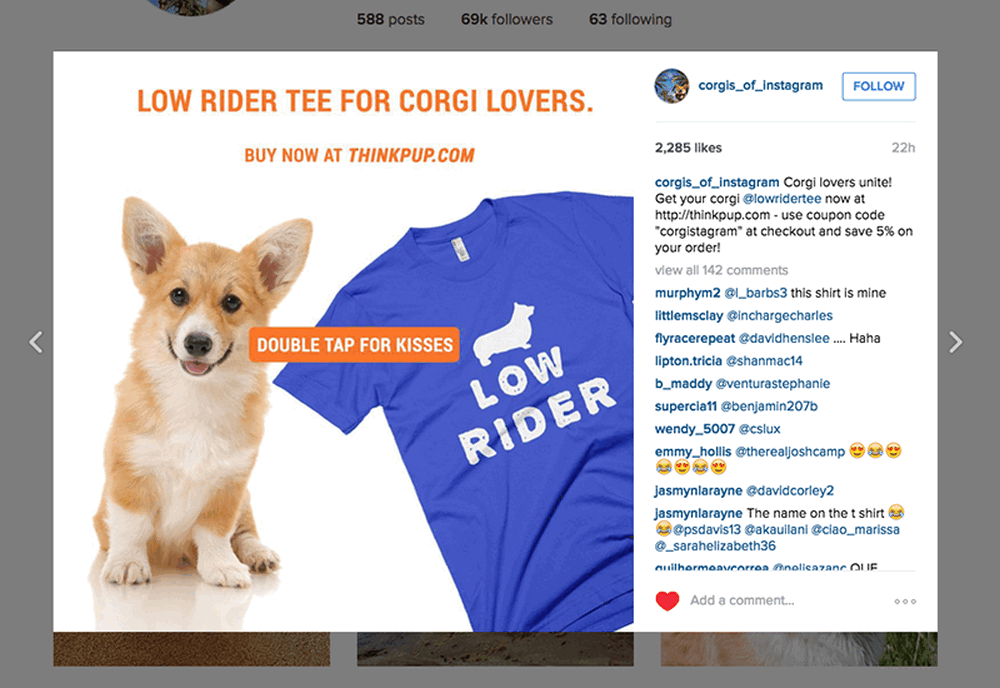 588 posts 69k followers 63 following
LOW RIDER TEE FOR CORGI LOVERS.
BUY NOW AT THINKPUP.COM
DOUBLE TAP FOR KISSES
LOW
RIDER
corgis_of_instagram FOLLOW
2,285 likes 22h
corgis_of_instagram Corgi lovers unite!
Get your corgi @lowridertee now at
http://thinkpup.com - use coupon code
"corgistagram" at checkout and save 5% on
your order!
view all 142 comments
murphym2 @l_barbs3 this shirt is mine
littlemsclay @inchargecharles
flyracerepeat @davidhenslee .... Haha
lipton.tricia @shanmac14
b_maddy @venturastephanie
supercia11 @benjamin207b
wendy_5007 @cslux
emmy_hollis @therealjoshcamp 😍😂😍
😂😍😂😍
jasmynlarayne @davidcorley2
jasmynlarayne The name on the t shirt 😂
😂@psdavis13 @akauilani @ciao_marissa
@_sarahelizabeth36
guilhermeavcorrea @nelisazanc QUE
Add a comment...